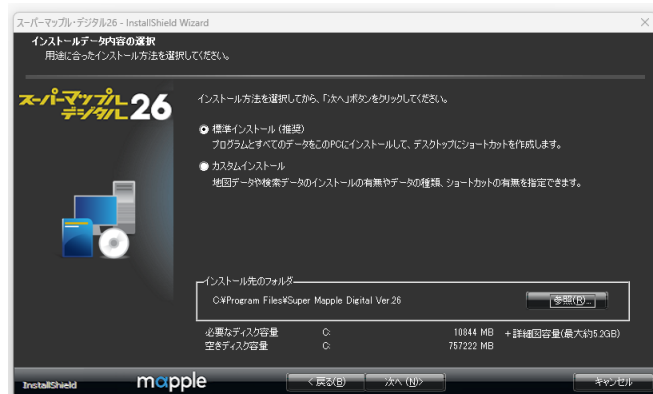 スーパーマップル・デジタル26 - InstallShield Wizard
インストールデータ内容の選択
用途に合ったインストール方法を選択してください。
スーパーマップル
デジタル 26
インストール方法を選択してから、「次へ」ボタンをクリックしてください。
標準インストール (推奨)
プログラムとすべてのデータをこのPCにインストールして、デスクトップにショートカットを作成します。
カスタムインストール
地図データや検索データのインストールの有無やデータの種類、ショートカットの有無を指定できます。
インストール先のフォルダ
C:¥Program Files¥Super Mapple Digital Ver.26
参照(R)...
必要なディスク容量 C: 10844 MB +詳細図容量(最大約5.2GB)
空きディスク容量 C: 757222 MB
InstallShield
mapple
< 戻る(B)
次へ (N)>
キャンセル